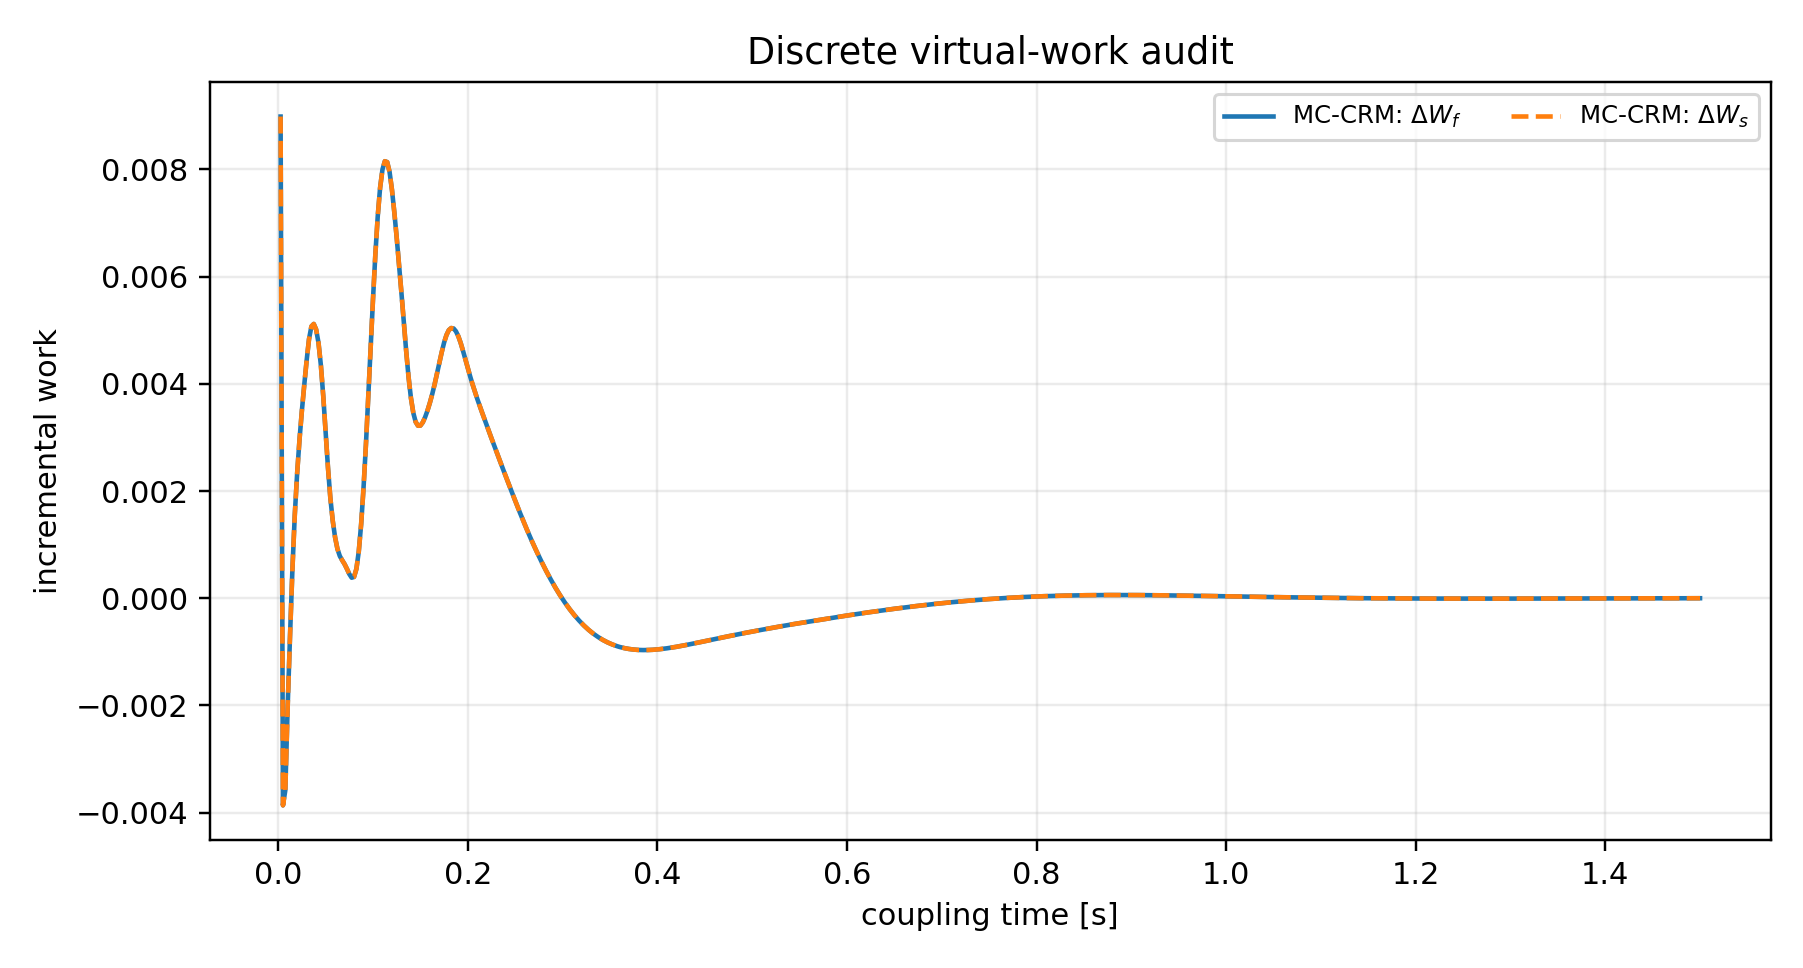 Discrete virtual-work audit
MC-CRM: ΔW_f
MC-CRM: ΔW_s
0.008
0.006
0.004
0.002
0.000
−0.002
−0.004
incremental work
0.0 0.2 0.4 0.6 0.8 1.0 1.2 1.4
coupling time [s]